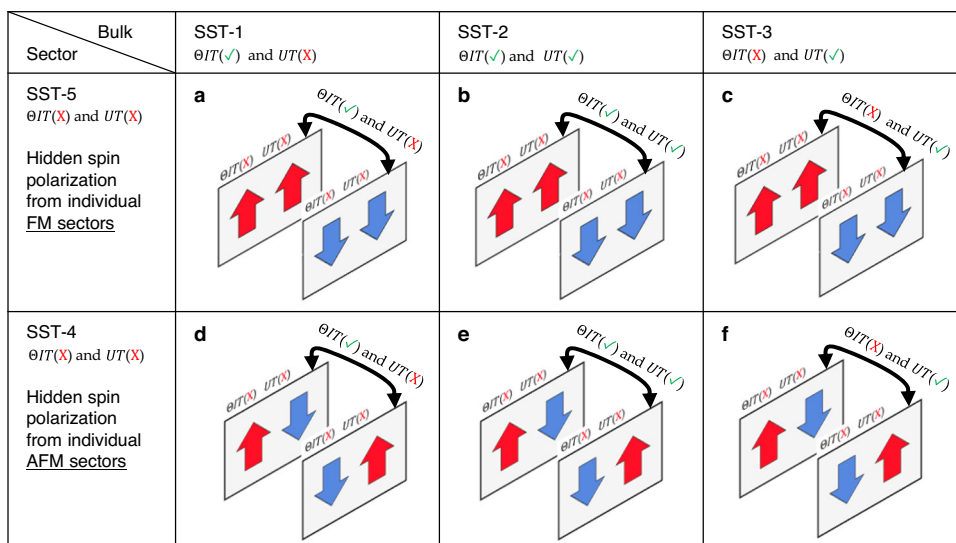 Bulk
Sector
SST-1
ΘIT(✓) and UT(X)
SST-2
ΘIT(✓) and UT(✓)
SST-3
ΘIT(X) and UT(✓)
SST-5
ΘIT(X) and UT(X)
Hidden spin
polarization
from individual
FM sectors
a
ΘIT(✓) and UT(X)
ΘIT(X) UT(X)
ΘIT(X) UT(X)
b
ΘIT(✓) and UT(✓)
ΘIT(X) UT(X)
ΘIT(X) UT(X)
c
ΘIT(X) and UT(✓)
ΘIT(X) UT(X)
ΘIT(X) UT(X)
SST-4
ΘIT(X) and UT(X)
Hidden spin
polarization
from individual
AFM sectors
d
ΘIT(✓) and UT(X)
ΘIT(X) UT(X)
ΘIT(X) UT(X)
e
ΘIT(✓) and UT(✓)
ΘIT(X) UT(X)
ΘIT(X) UT(X)
f
ΘIT(X) and UT(✓)
ΘIT(X) UT(X)
ΘIT(X) UT(X)